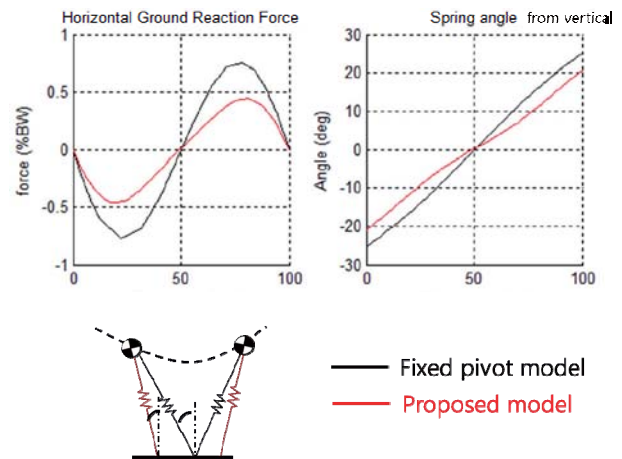 Horizontal Ground Reaction Force
1
0.5
0
-0.5
-1
force (%BW)
0 50 100
Spring angle from vertical
30
20
10
0
-10
-20
-30
Angle (deg)
0 50 100
Fixed pivot model
Proposed model